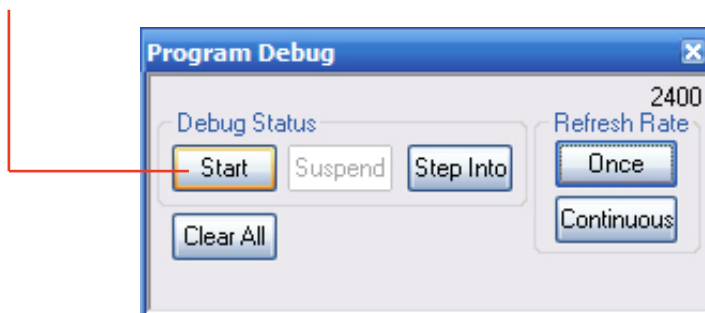 Program Debug
2400
Debug Status
Refresh Rate
Start
Suspend
Step Into
Once
Clear All
Continuous